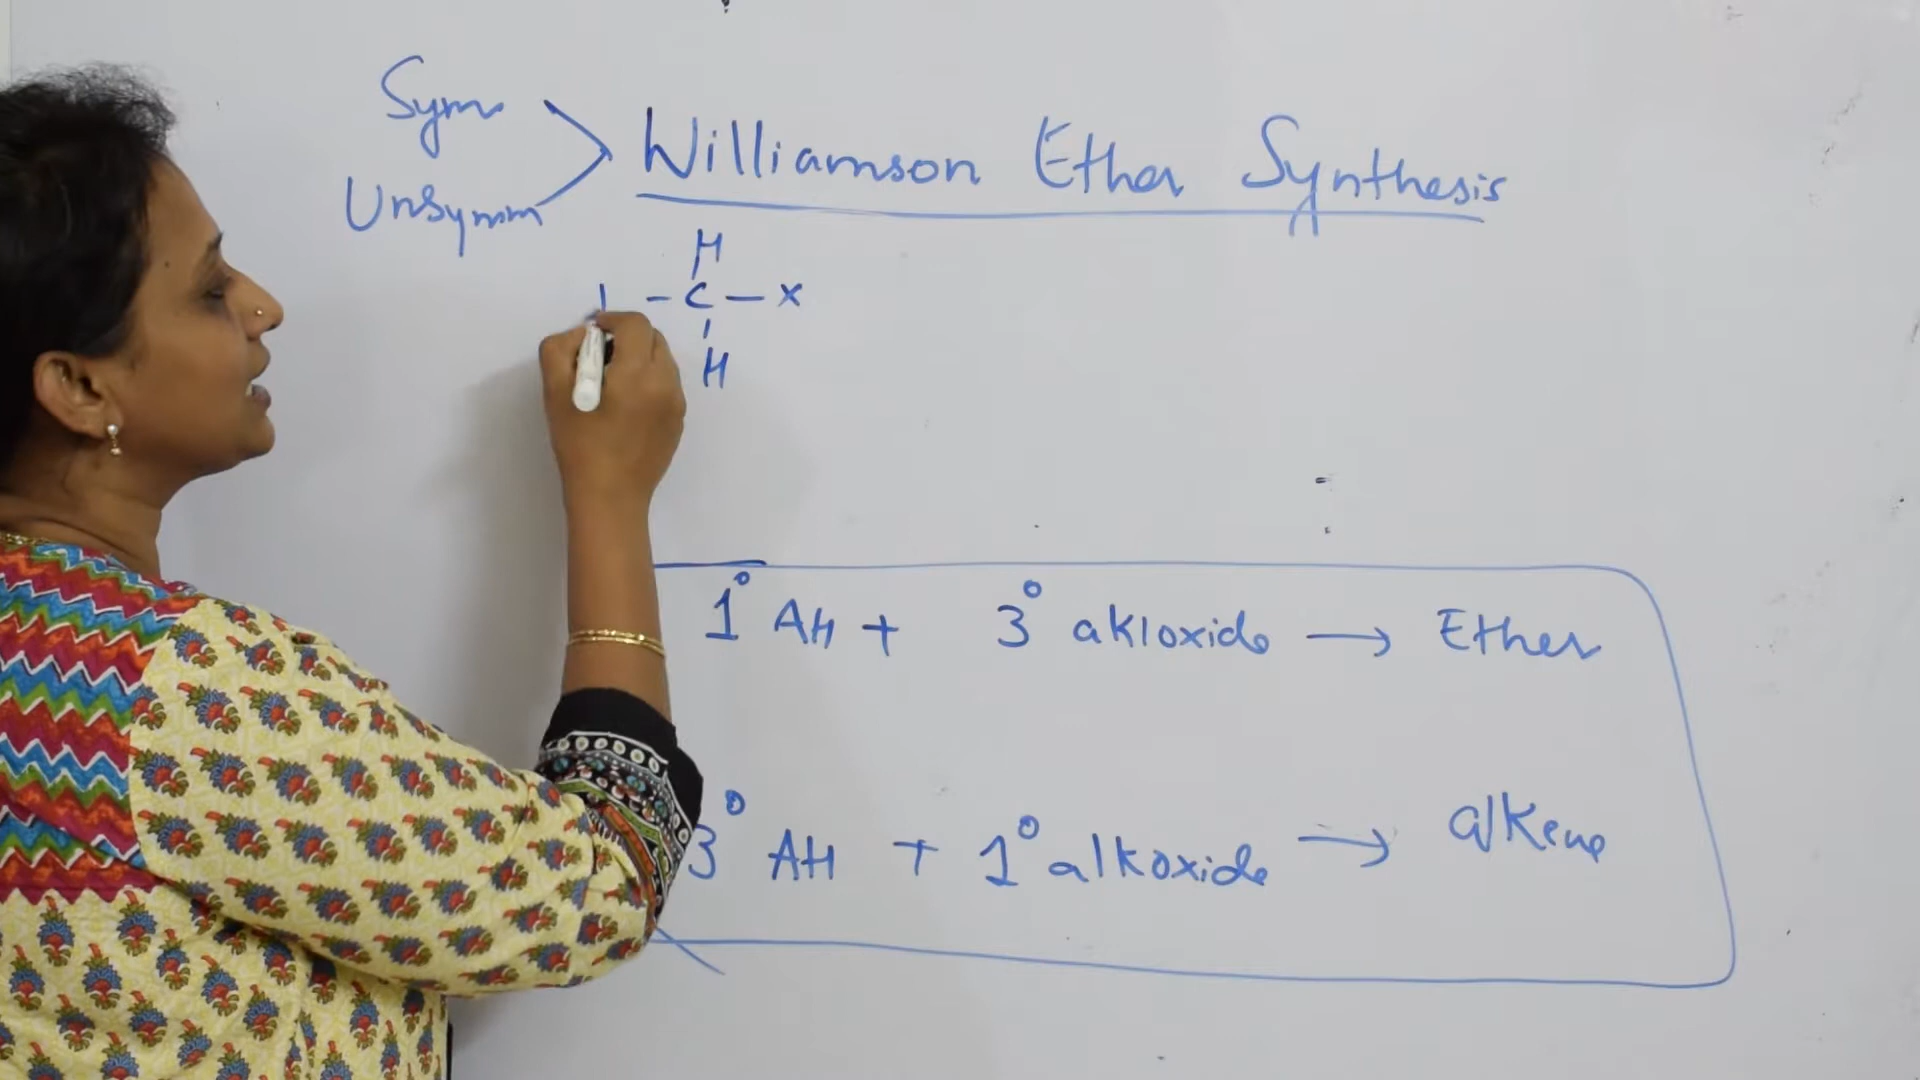 Sym
Unsymm
Williamson Ether Synthesis
H
- C - x
H
1° AH + 3° akloxide → Ether
3° AH + 1° alkoxide → alkene